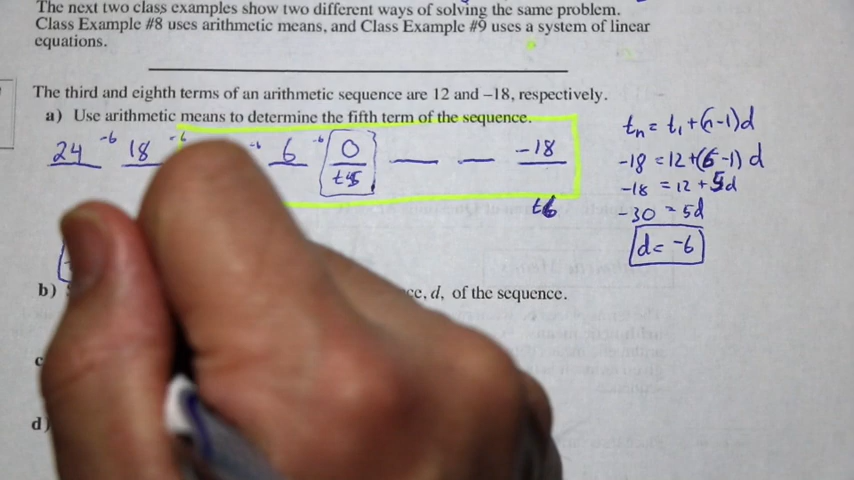 The next two class examples show two different ways of solving the same problem.
Class Example #8 uses arithmetic means, and Class Example #9 uses a system of linear
equations.
The third and eighth terms of an arithmetic sequence are 12 and –18, respectively.
a) Use arithmetic means to determine the fifth term of the sequence.
24 -6 18 -6 -6 6 -6 0 -18
t5
t6
tn = t1 + (n-1)d
-18 = 12 + (6-1) d
-18 = 12 + 5d
-30 = 5d
d = -6
b) d, of the sequence.
c
d)